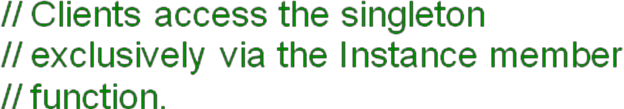 // Clients access the singleton
// exclusively via the Instance member
// function.